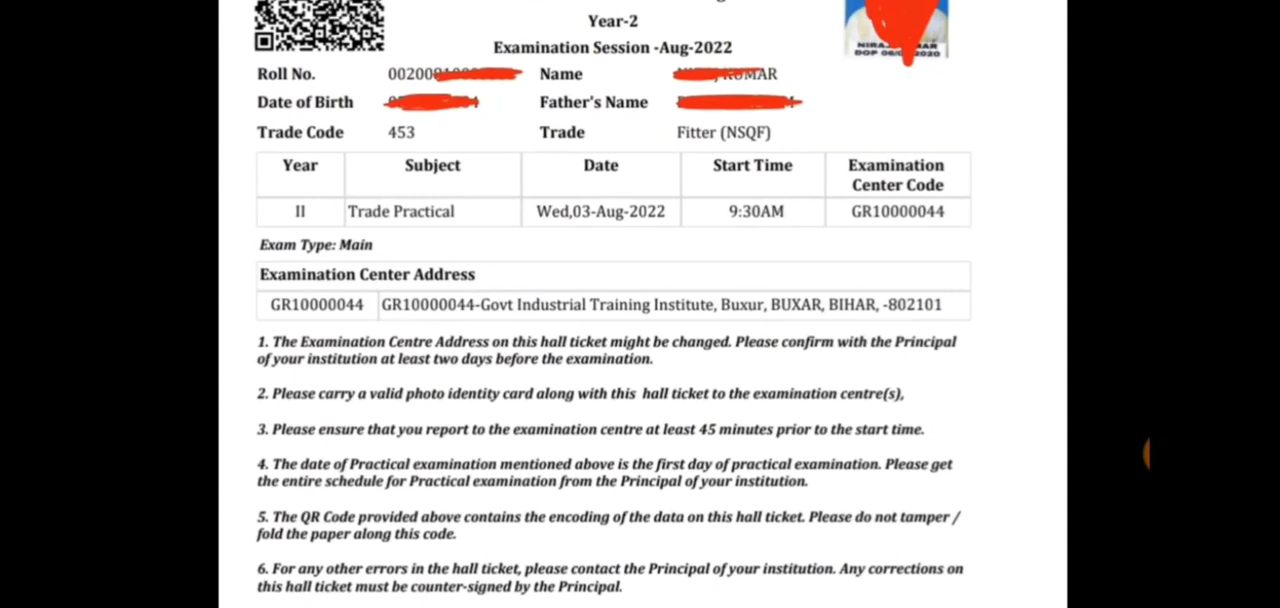 Year-2
Examination Session -Aug-2022
DOP 2020
Roll No. Name KUMAR
Date of Birth Father's Name
Trade Code 453 Trade Fitter (NSQF)
Year Subject Date Start Time Examination Center Code
II Trade Practical Wed,03-Aug-2022 9:30AM GR10000044
Exam Type: Main
Examination Center Address
GR10000044 GR10000044-Govt Industrial Training Institute, Buxur, BUXAR, BIHAR, -802101
1. The Examination Centre Address on this hall ticket might be changed. Please confirm with the Principal
of your institution at least two days before the examination.
2. Please carry a valid photo identity card along with this hall ticket to the examination centre(s),
3. Please ensure that you report to the examination centre at least 45 minutes prior to the start time.
4. The date of Practical examination mentioned above is the first day of practical examination. Please get
the entire schedule for Practical examination from the Principal of your institution.
5. The QR Code provided above contains the encoding of the data on this hall ticket. Please do not tamper /
fold the paper along this code.
6. For any other errors in the hall ticket, please contact the Principal of your institution. Any corrections on
this hall ticket must be counter-signed by the Principal.